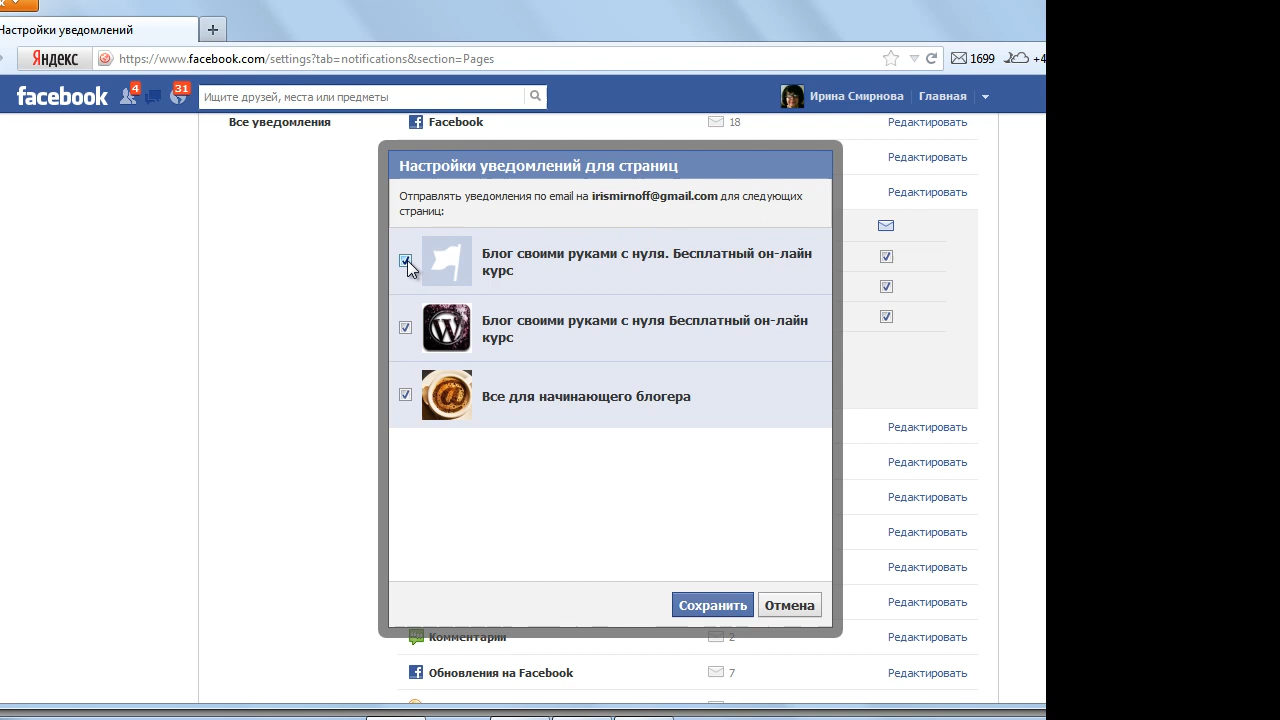 Настройки уведомлений
Яндекс
https://www.facebook.com/settings?tab=notifications&section=Pages
1699
+4
facebook
4
31
Ищите друзей, места или предметы
Ирина Смирнова
Главная
Все уведомления
Facebook
18
Редактировать
Редактировать
Редактировать
Настройки уведомлений для страниц
Отправлять уведомления по email на irismirnoff@gmail.com для следующих
страниц:
Блог своими руками с нуля. Бесплатный он-лайн
курс
Блог своими руками с нуля Бесплатный он-лайн
курс
Все для начинающего блогера
Редактировать
Редактировать
Редактировать
Редактировать
Редактировать
Редактировать
Сохранить
Отмена
Комментарии
2
Редактировать
Обновления на Facebook
7
Редактировать